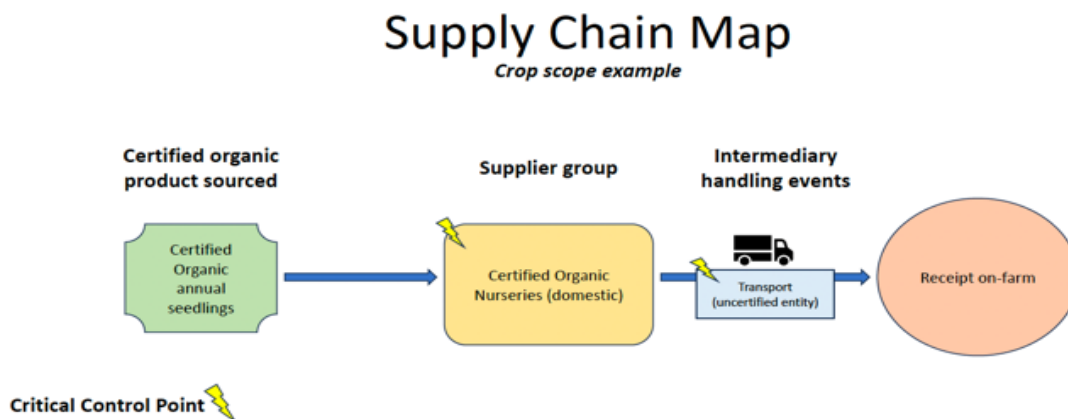 Supply Chain Map
Crop scope example
Certified organic
product sourced
Supplier group
Intermediary
handling events
Certified
Organic
annual
seedlings
Certified Organic
Nurseries (domestic)
Transport
(uncertified entity)
Receipt on-farm
Critical Control Point